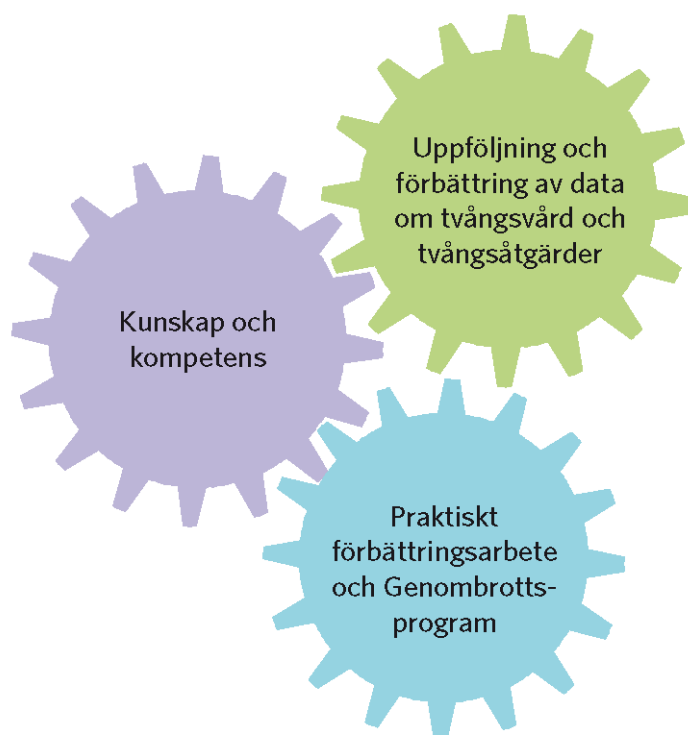 Uppföljning och
förbättring av data
om tvångsvård och
tvångsåtgärder
Kunskap och
kompetens
Praktiskt
förbättringsarbete
och Genombrotts-
program